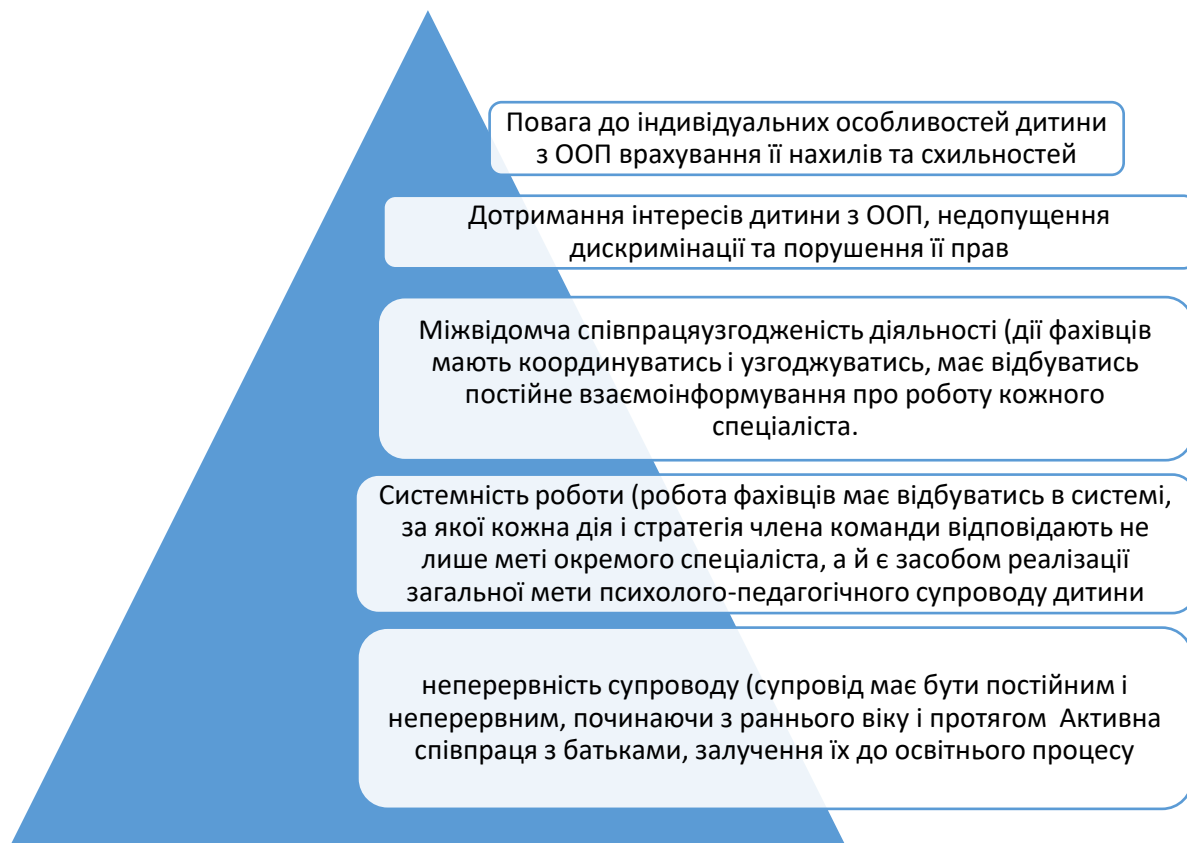 Повага до індивідуальних особливостей дитини
з ООП врахування її нахилів та схильностей
Дотримання інтересів дитини з ООП, недопущення
дискримінації та порушення її прав
Міжвідомча співпрацяузгодженість діяльності (дії фахівців
мають координуватись і узгоджуватись, має відбуватись
постійне взаємоінформування про роботу кожного
спеціаліста.
Системність роботи (робота фахівців має відбуватись в системі,
за якої кожна дія і стратегія члена команди відповідають не
лише меті окремого спеціаліста, а й є засобом реалізації
загальної мети психолого-педагогічного супроводу дитини
неперервність супроводу (супровід має бути постійним і
неперервним, починаючи з раннього віку і протягом  Активна
співпраця з батьками, залучення їх до освітнього процесу